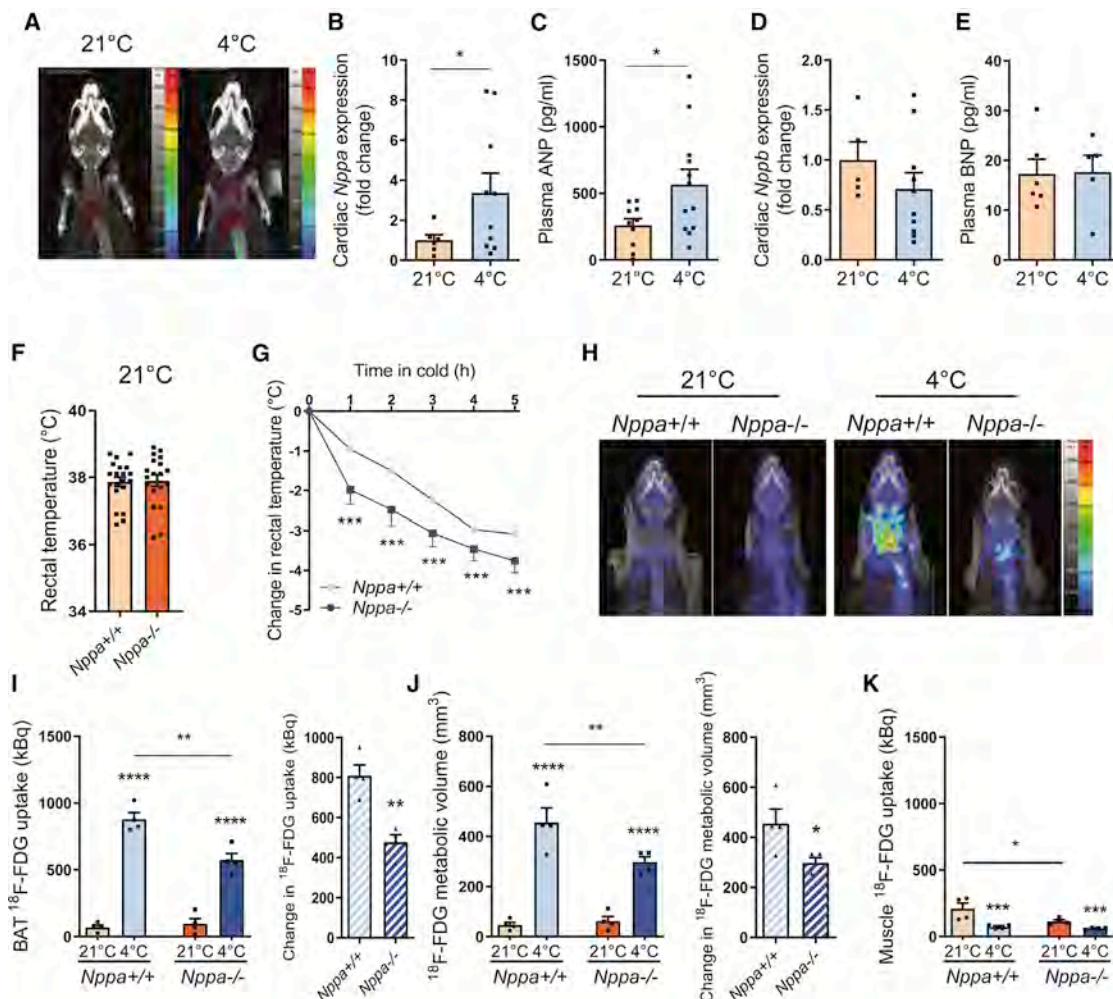 A
21°C 4°C
B
Cardiac Nppa expression
(fold change)
10
8
6
4
2
0
*
21°C 4°C
C
Plasma ANP (pg/ml)
1500
1000
500
0
*
21°C 4°C
D
Cardiac Nppb expression
(fold change)
2.0
1.5
1.0
0.5
0.0
21°C 4°C
E
Plasma BNP (pg/ml)
40
30
20
10
0
21°C 4°C
F
21°C
Rectal temperature (°C)
40
38
36
34
Nppa+/+ Nppa-/-
G
Time in cold (h)
0 1 2 3 4 5
Change in rectal temperature (°C)
0
-1
-2
-3
-4
-5
*** *** *** *** ***
Nppa+/+
Nppa-/-
H
21°C 4°C
Nppa+/+ Nppa-/- Nppa+/+ Nppa-/-
I
BAT ¹⁸F-FDG uptake (kBq)
1500
1000
500
0
**
**** ****
21°C 4°C 21°C 4°C
Nppa+/+ Nppa-/-
Change in ¹⁸F-FDG uptake (kBq)
1000
800
600
400
200
0
**
Nppa+/+ Nppa-/-
J
¹⁸F-FDG metabolic volume (mm³)
800
600
400
200
0
**
**** ****
21°C 4°C 21°C 4°C
Nppa+/+ Nppa-/-
Change in ¹⁸F-FDG metabolic volume (mm³)
800
600
400
200
0
*
Nppa+/+ Nppa-/-
K
Muscle ¹⁸F-FDG uptake (kBq)
1500
1000
500
0
*
*** ***
21°C 4°C 21°C 4°C
Nppa+/+ Nppa-/-